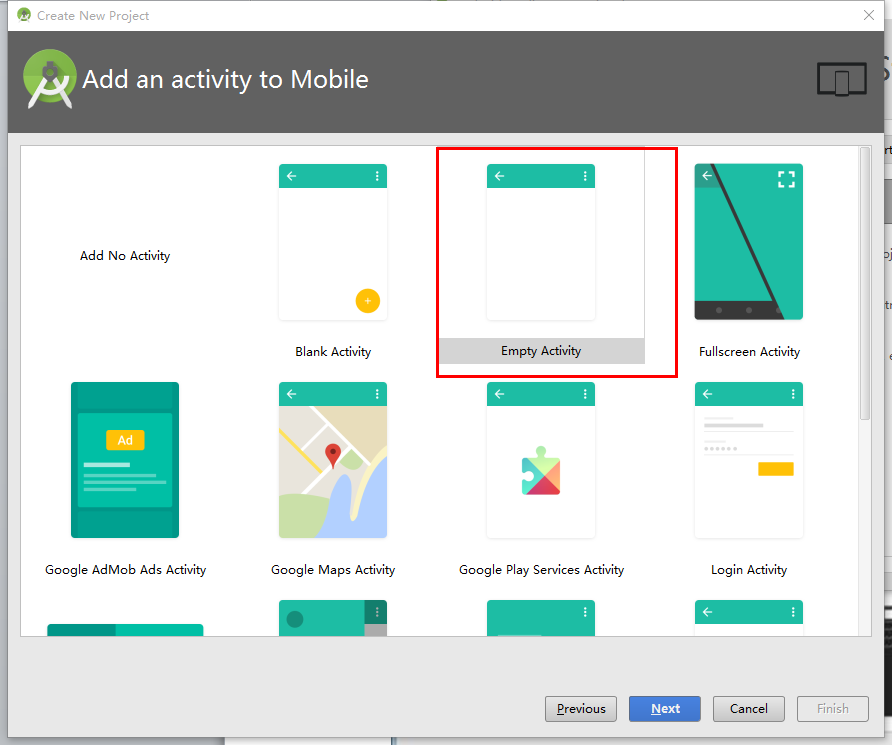 Create New Project
Add an activity to Mobile
Add No Activity
Blank Activity
Empty Activity
Fullscreen Activity
Ad
Google AdMob Ads Activity
Google Maps Activity
Google Play Services Activity
Login Activity
Previous
Next
Cancel
Finish